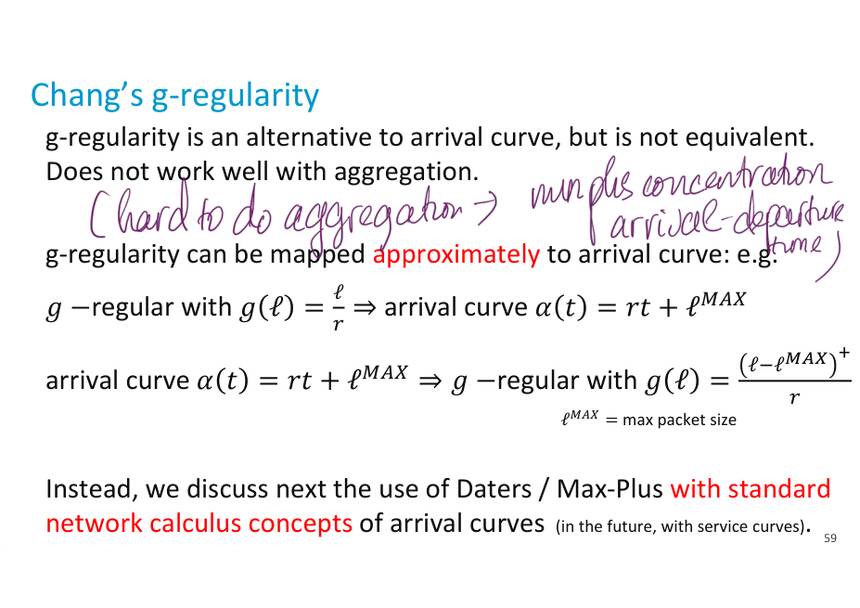 Chang's g-regularity
g-regularity is an alternative to arrival curve, but is not equivalent.
Does not work well with aggregation.
(hard to do aggregation → min plus concentration
arrival-departure
time)
g-regularity can be mapped approximately to arrival curve: e.g.
g −regular with g(ℓ) = ℓ/r ⇒ arrival curve α(t) = rt + ℓ^MAX
arrival curve α(t) = rt + ℓ^MAX ⇒ g −regular with g(ℓ) = (ℓ−ℓ^MAX)^+/r
ℓ^MAX = max packet size
Instead, we discuss next the use of Daters / Max-Plus with standard
network calculus concepts of arrival curves (in the future, with service curves).
59